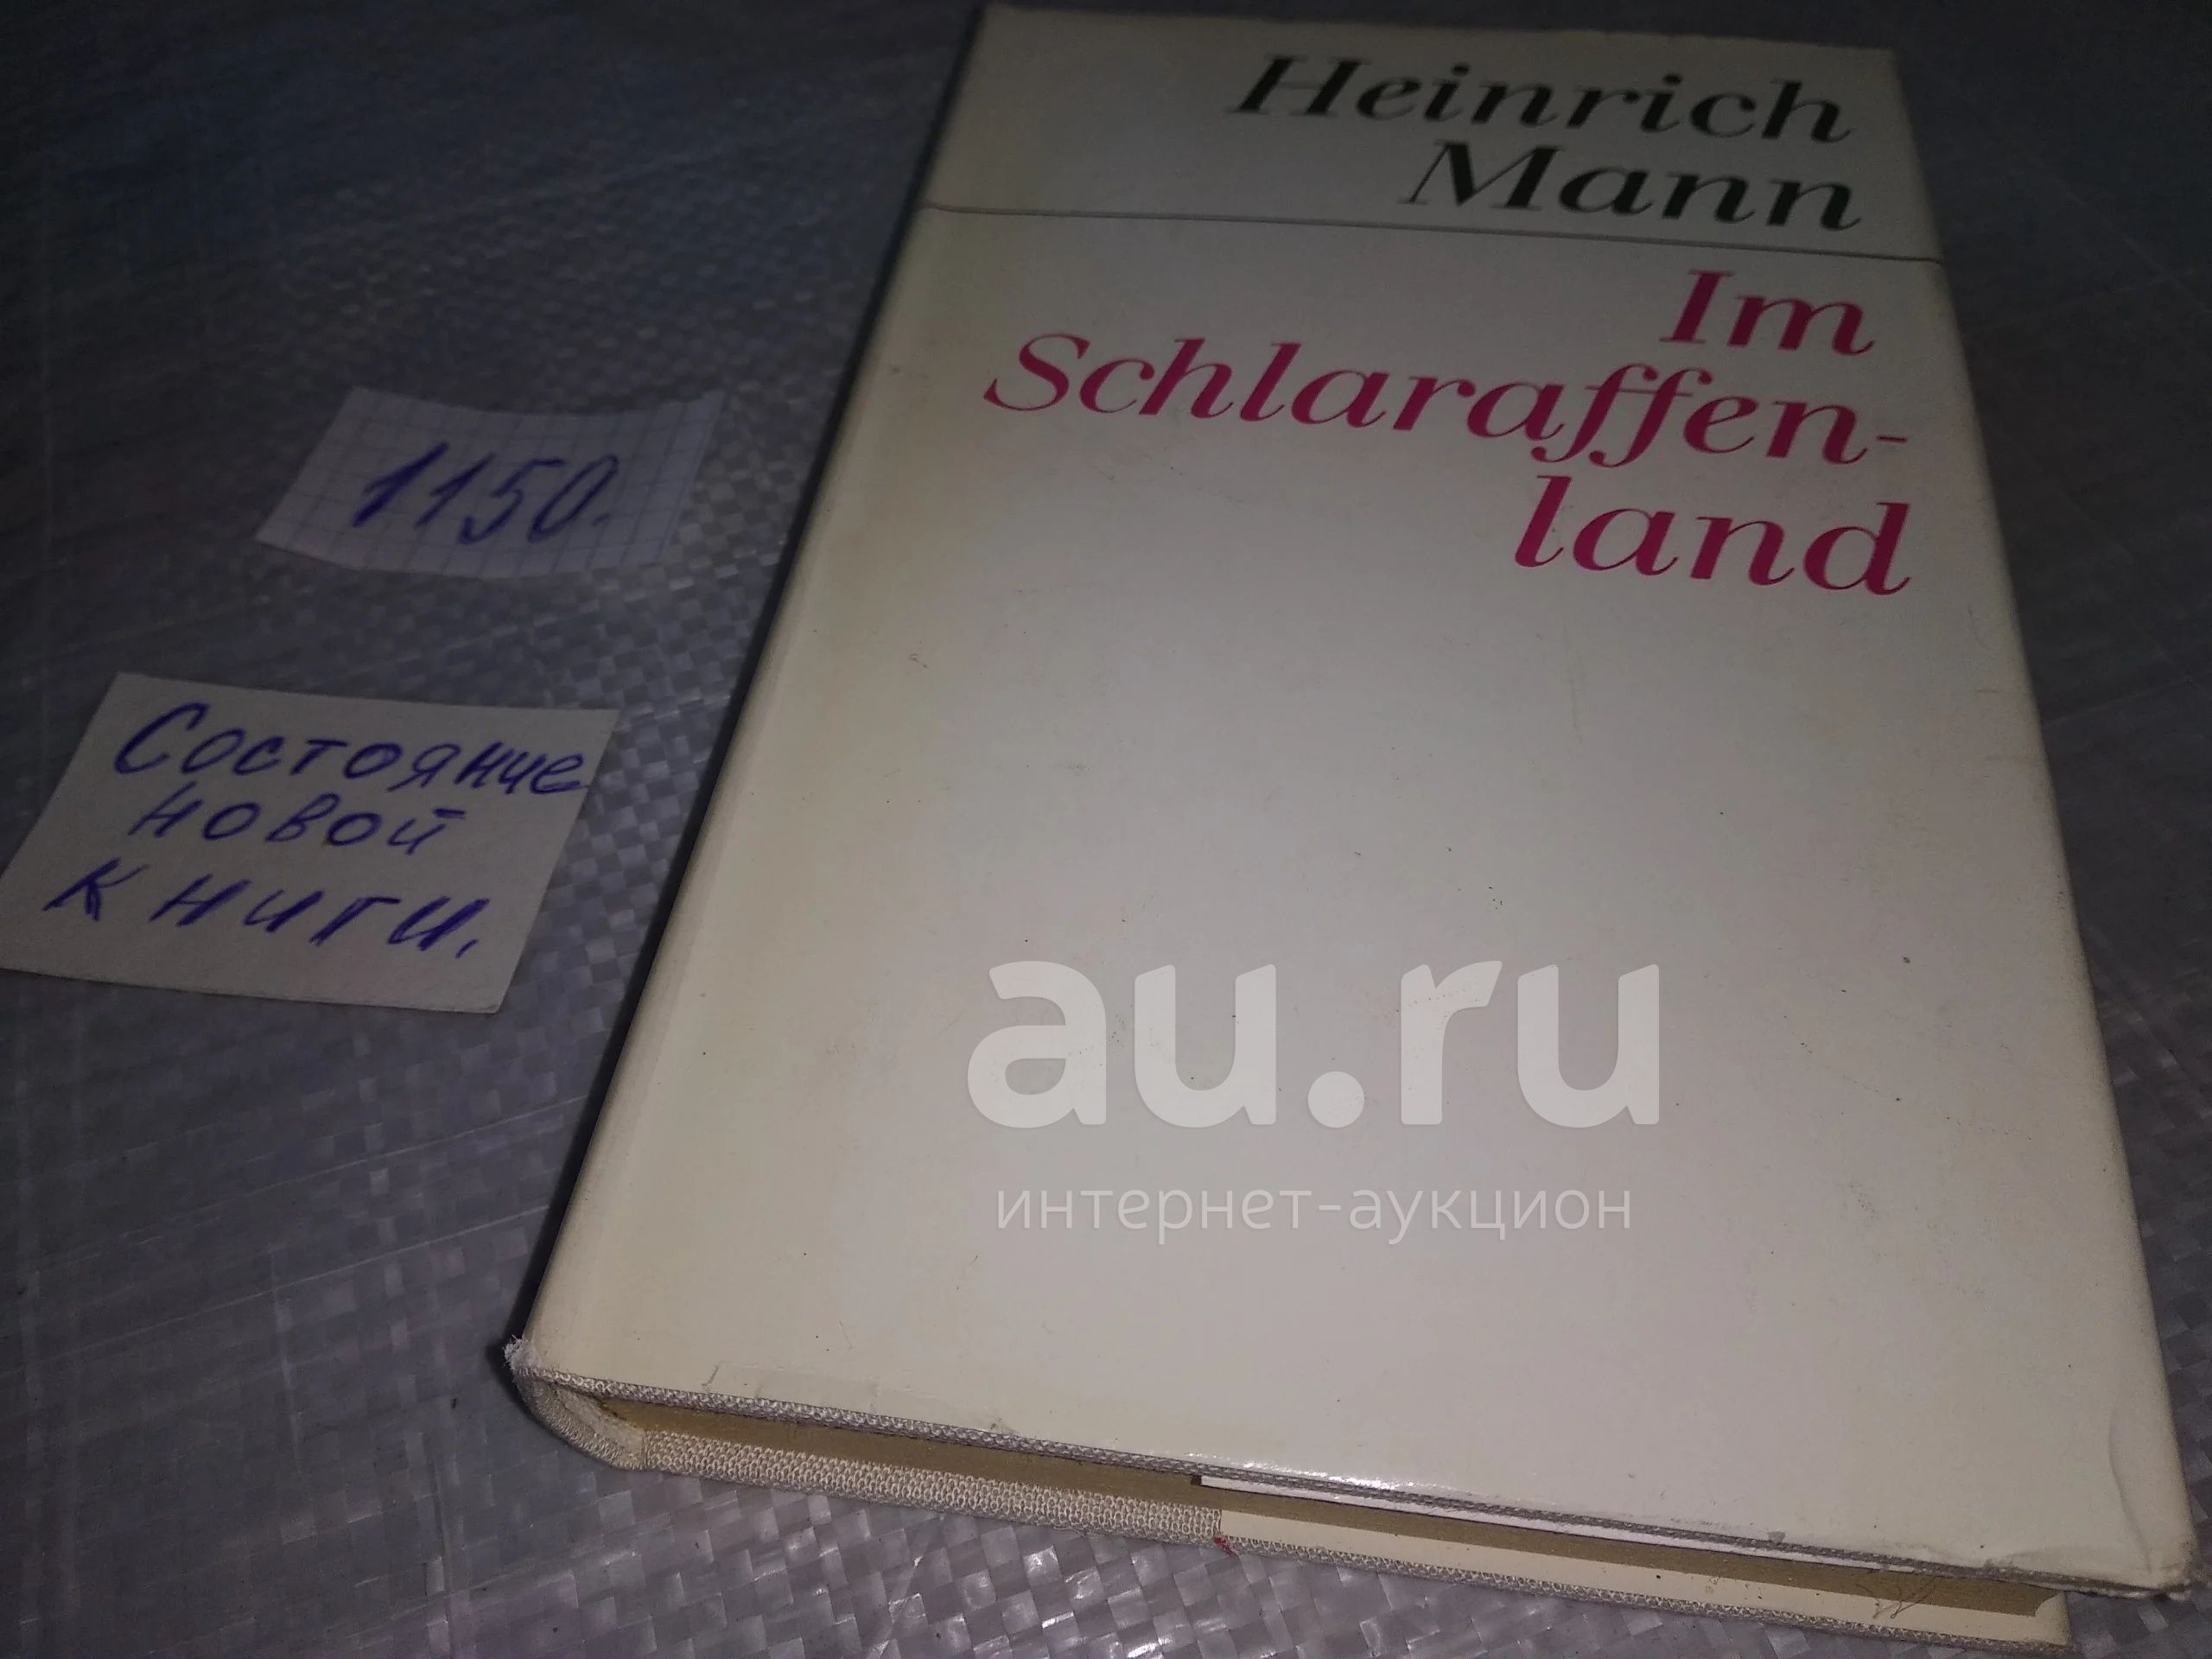 Heinrich
Mann
Im
Schlaraffen-
land
1150.
Состояние
новой
книги.
au.ru
интернет-аукцион